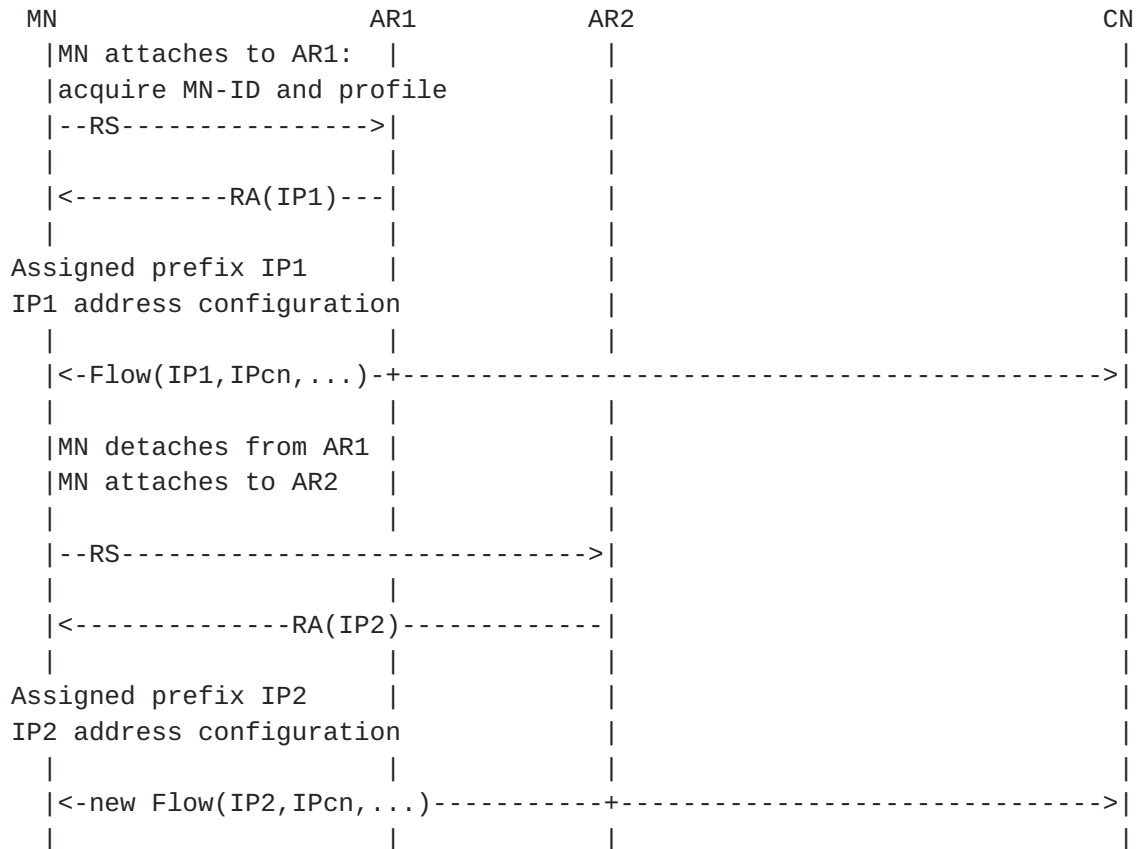 MN                    AR1           AR2                               CN
  |MN attaches to AR1:  |             |                                |
  |acquire MN-ID and profile          |                                |
  |--RS---------------->|             |                                |
  |                     |             |                                |
  |<----------RA(IP1)---|             |                                |
  |                     |             |                                |
Assigned prefix IP1     |             |                                |
IP1 address configuration             |                                |
  |                     |             |                                |
  |<-Flow(IP1,IPcn,...)-+--------------------------------------------->|
  |                     |             |                                |
  |MN detaches from AR1 |             |                                |
  |MN attaches to AR2   |             |                                |
  |                     |             |                                |
  |--RS------------------------------>|                                |
  |                     |             |                                |
  |<--------------RA(IP2)-------------|                                |
  |                     |             |                                |
Assigned prefix IP2     |             |                                |
IP2 address configuration             |                                |
  |                     |             |                                |
  |<-new Flow(IP2,IPcn,...)-----------+------------------------------->|
  |                     |             |                                |